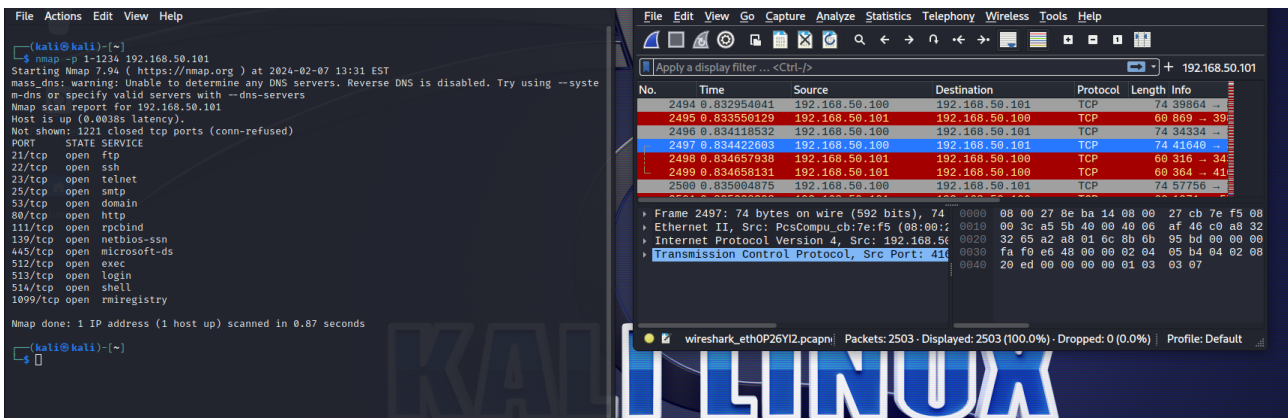 File Actions Edit View Help
┌──(kali㉿kali)-[~]
└─$ nmap -p 1-1234 192.168.50.101
Starting Nmap 7.94 ( https://nmap.org ) at 2024-02-07 13:31 EST
mass_dns: warning: Unable to determine any DNS servers. Reverse DNS is disabled. Try using --syste
m-dns or specify valid servers with --dns-servers
Nmap scan report for 192.168.50.101
Host is up (0.0038s latency).
Not shown: 1221 closed tcp ports (conn-refused)
PORT STATE SERVICE
21/tcp open ftp
22/tcp open ssh
23/tcp open telnet
25/tcp open smtp
53/tcp open domain
80/tcp open http
111/tcp open rpcbind
139/tcp open netbios-ssn
445/tcp open microsoft-ds
512/tcp open exec
513/tcp open login
514/tcp open shell
1099/tcp open rmiregistry
Nmap done: 1 IP address (1 host up) scanned in 0.87 seconds
┌──(kali㉿kali)-[~]
└─$
File Edit View Go Capture Analyze Statistics Telephony Wireless Tools Help
Apply a display filter ... <Ctrl-/> + 192.168.50.101
No. Time Source Destination Protocol Length Info
2494 0.832954041 192.168.50.100 192.168.50.101 TCP 74 39864 →
2495 0.833550129 192.168.50.101 192.168.50.100 TCP 60 869 → 39
2496 0.834118532 192.168.50.100 192.168.50.101 TCP 74 34334 →
2497 0.834422603 192.168.50.100 192.168.50.101 TCP 74 41640 →
2498 0.834657938 192.168.50.101 192.168.50.100 TCP 60 316 → 34
2499 0.834658131 192.168.50.101 192.168.50.100 TCP 60 364 → 41
2500 0.835004875 192.168.50.100 192.168.50.101 TCP 74 57756 →
Frame 2497: 74 bytes on wire (592 bits), 74
Ethernet II, Src: PcsCompu_cb:7e:f5 (08:00:2
Internet Protocol Version 4, Src: 192.168.50
Transmission Control Protocol, Src Port: 416
0000 08 00 27 8e ba 14 08 00 27 cb 7e f5 08
0010 00 3c a5 5b 40 00 40 06 af 46 c0 a8 32
0020 32 65 a2 a8 01 6c 8b 6b 95 bd 00 00 00
0030 fa f0 e6 48 00 00 02 04 05 b4 04 02 08
0040 20 ed 00 00 00 00 01 03 03 07
wireshark_eth0P26YI2.pcapn Packets: 2503 · Displayed: 2503 (100.0%) · Dropped: 0 (0.0%) Profile: Default
KALI LINUX